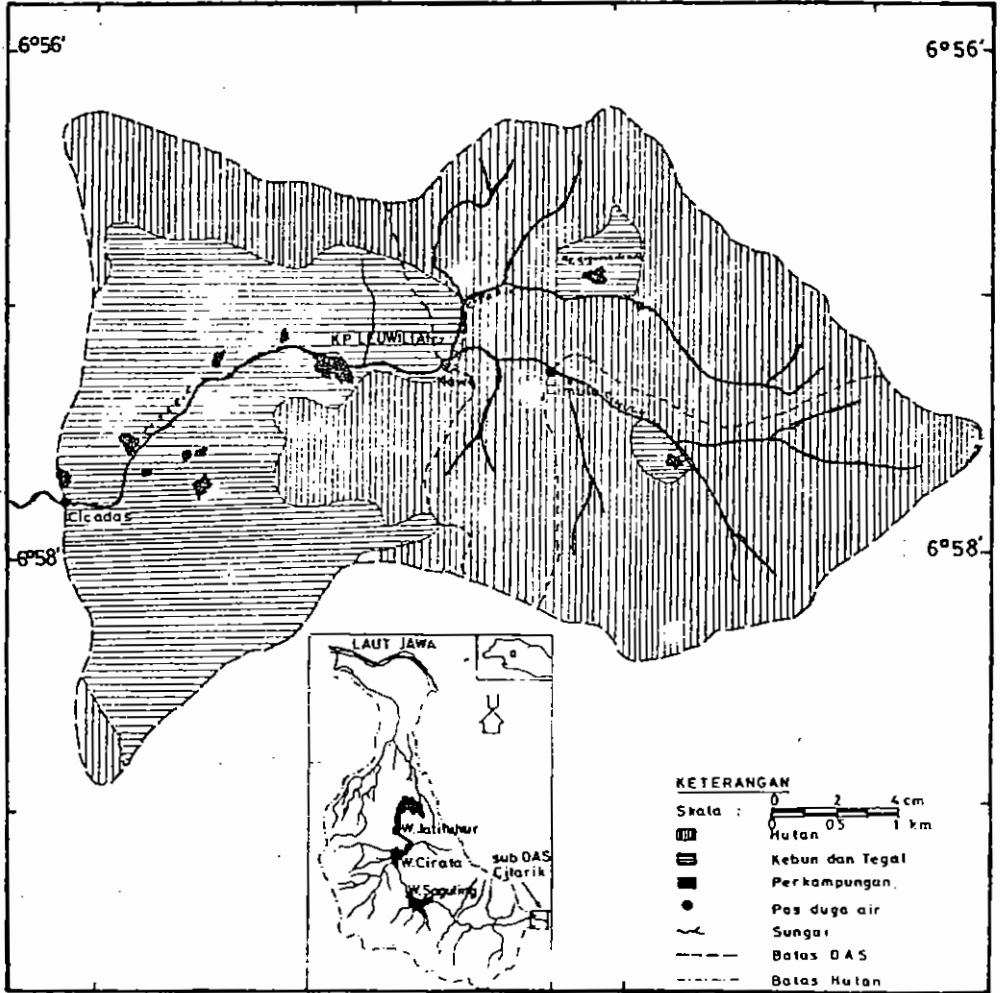 6°56'
6°56'
KP LEUWILIAR
Nawa
Cicadas
6°58'
6°58'
LAUT JAWA
U
W. Jatiluhur
W. Cirata
W. Saguling
sub DAS
Citarik
KETERANGAN
Skala :
0 2 4 cm
0 0.5 1 km
Hutan
Kebun dan Tegal
Perkampungan
Pos duga air
Sungai
Batas DAS
Batas Hutan